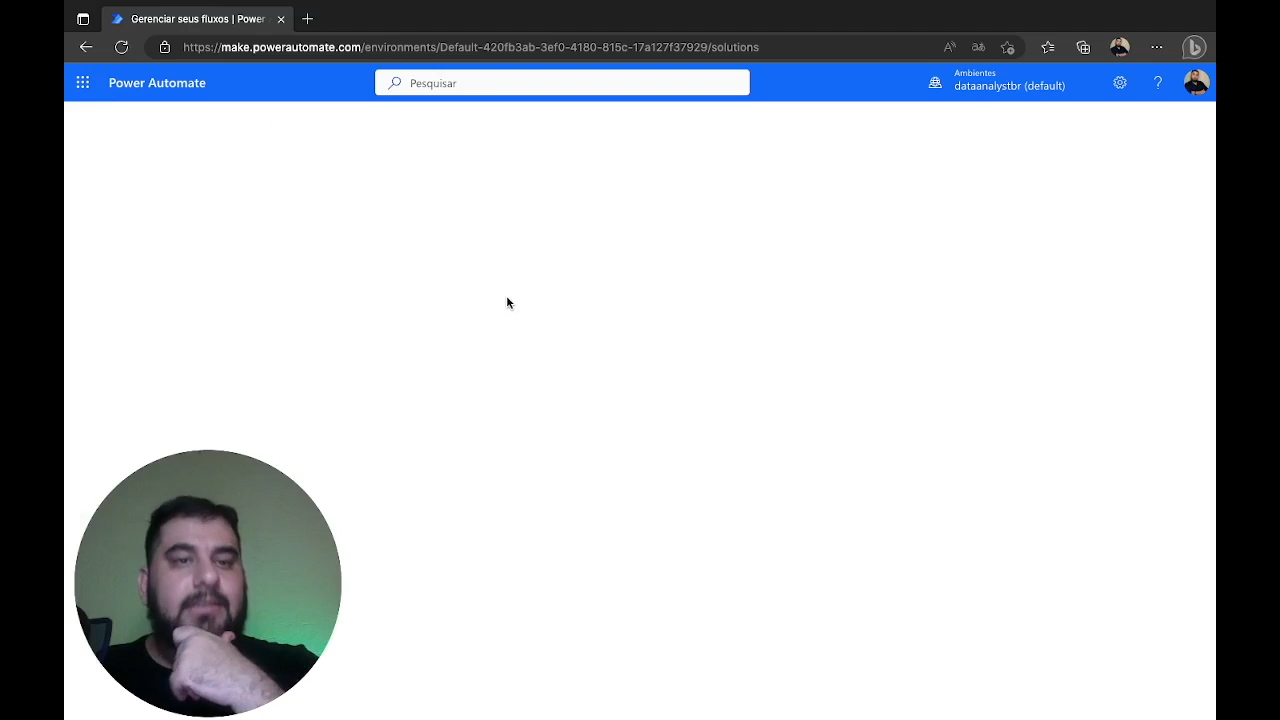 Gerenciar seus fluxos | Power
https://make.powerautomate.com/environments/Default-420fb3ab-3ef0-4180-815c-17a127f37929/solutions
Power Automate
Pesquisar
Ambientes
dataanalystbr (default)